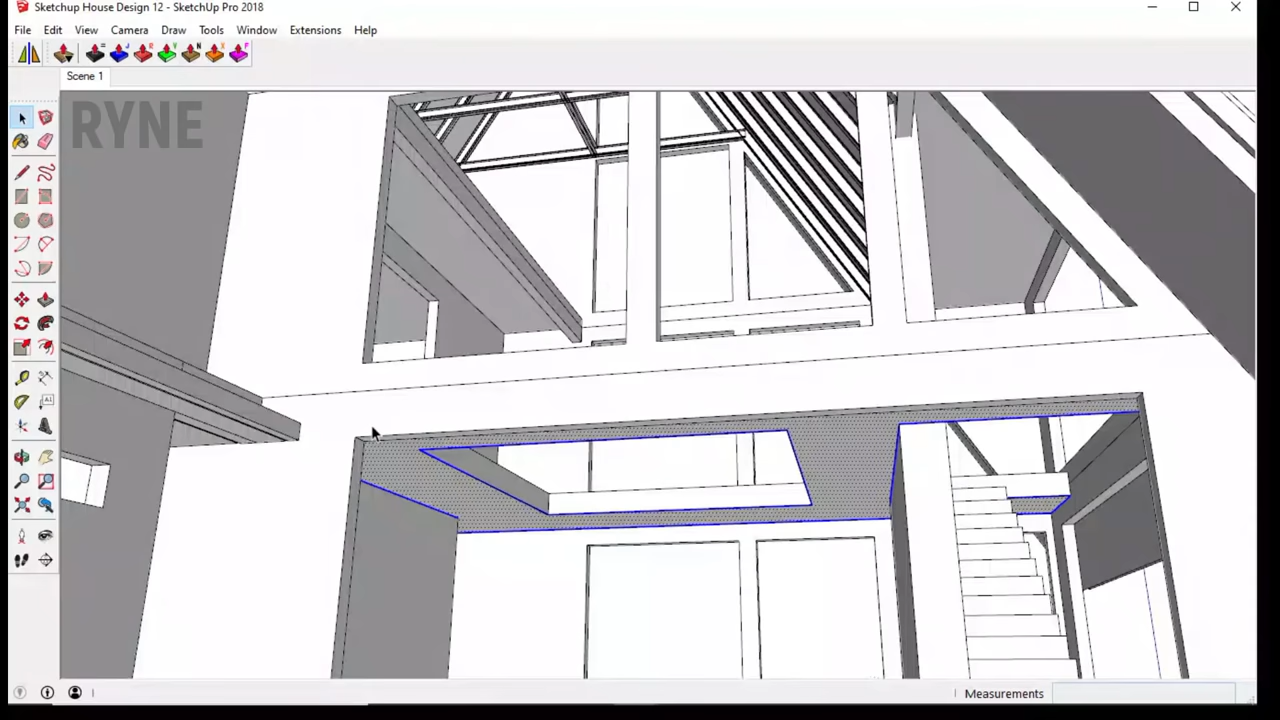 Sketchup House Design 12 - SketchUp Pro 2018
File Edit View Camera Draw Tools Window Extensions Help
Scene 1
RYNE
Measurements